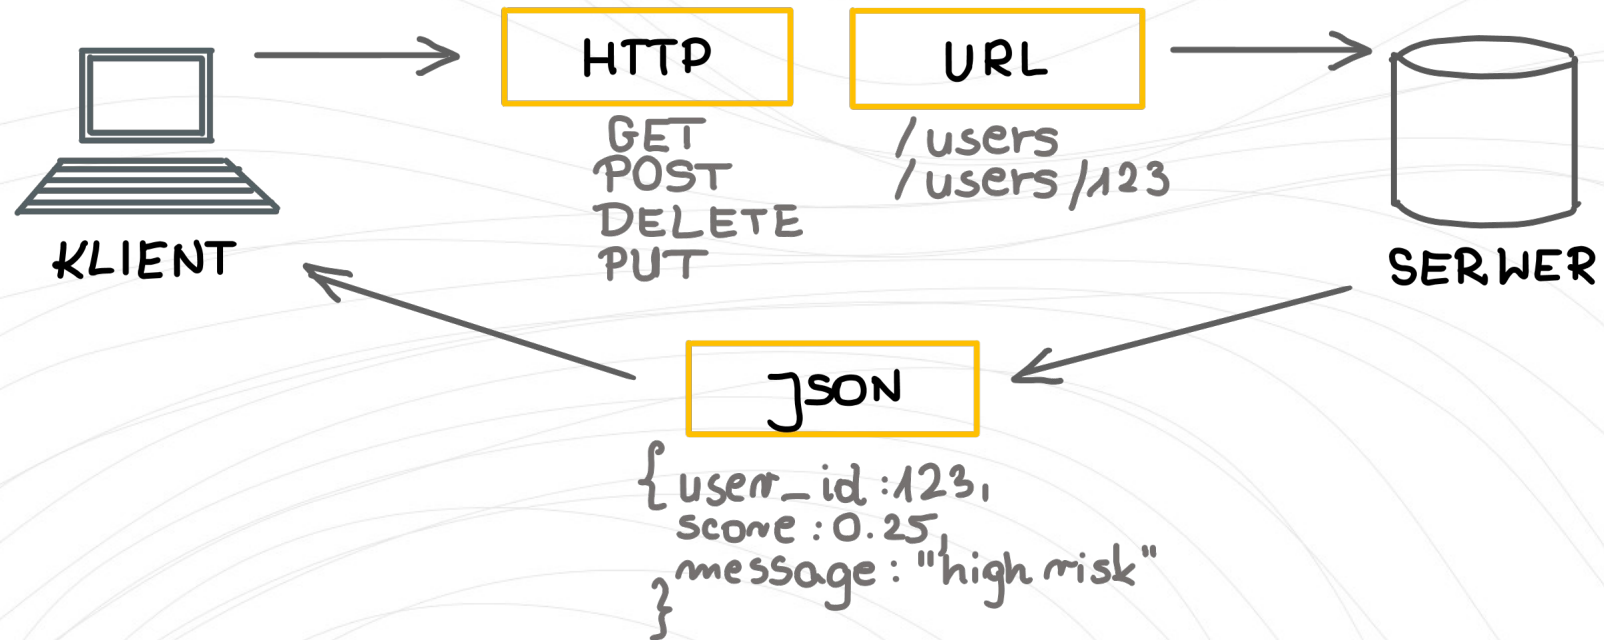 HTTP
URL
GET
POST
DELETE
PUT
/users
/users/123
KLIENT
SERWER
JSON
{ user_id :123,
score : 0.25,
message : "high risk"
}